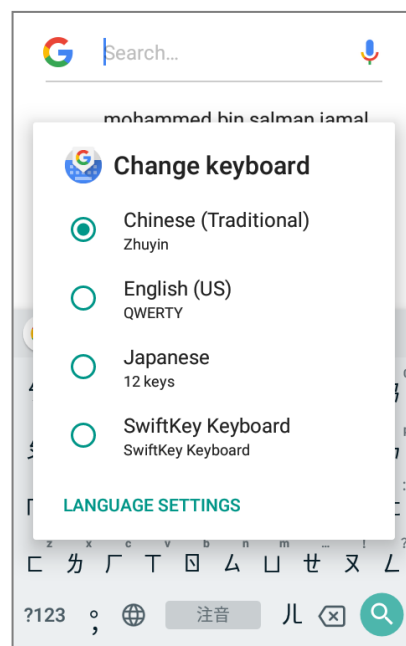 Search...
mohammed bin salman jamal
Change keyboard
Chinese (Traditional)
Zhuyin
English (US)
QWERTY
Japanese
12 keys
SwiftKey Keyboard
SwiftKey Keyboard
LANGUAGE SETTINGS
z x c v b n m ... ! ?
ㄈ ㄌ ㄏ ㄒ ㄖ ㄙ ㄩ ㄝ ㄡ ㄥ
?123 。, 注音 ㄦ